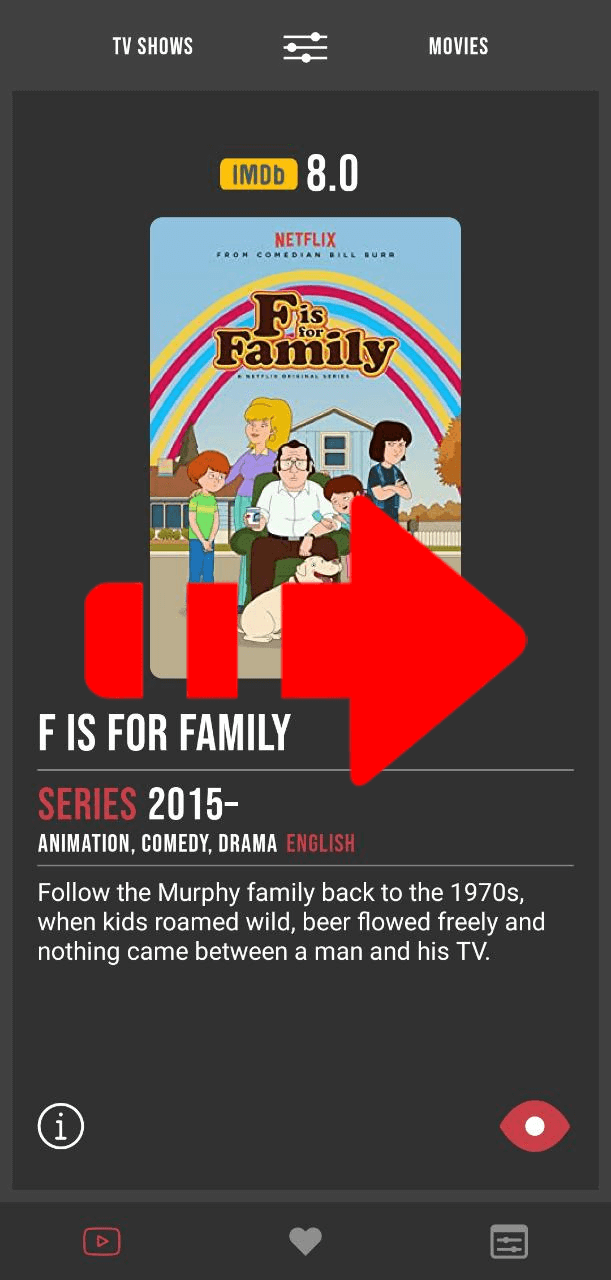 TV SHOWS
MOVIES
IMDb 8.0
NETFLIX
FROM COMEDIAN BILL BURR
F is
for
Family
A NETFLIX ORIGINAL SERIES
F IS FOR FAMILY
SERIES 2015–
ANIMATION, COMEDY, DRAMA ENGLISH
Follow the Murphy family back to the 1970s,
when kids roamed wild, beer flowed freely and
nothing came between a man and his TV.